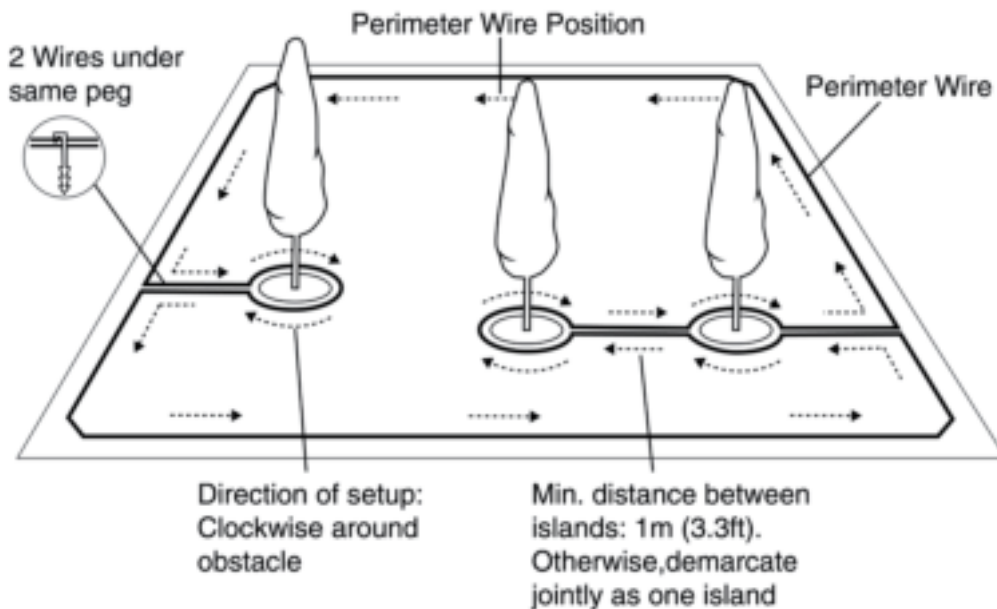 Perimeter Wire Position
2 Wires under
same peg
Perimeter Wire
Direction of setup:
Clockwise around
obstacle
Min. distance between
islands: 1m (3.3ft).
Otherwise,demarcate
jointly as one island